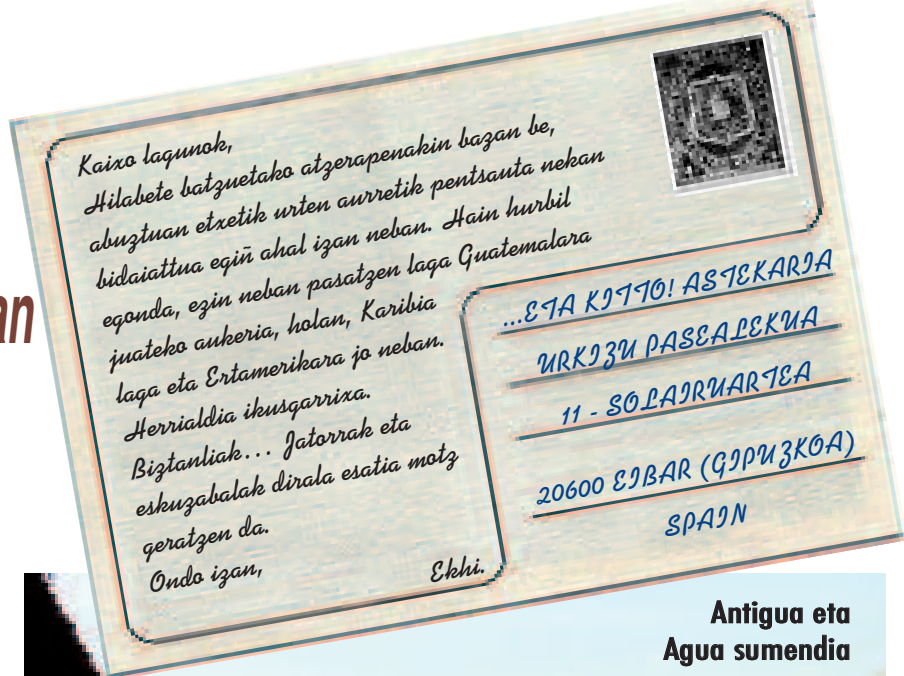 Kaixo lagunok,
Hilabete batzuetako atzerapenakin bazan be,
abuztuan etxetik urten aurretik pentsauta nekan
bidaiattua egiñ ahal izan neban. Hain hurbil
egonda, ezin neban pasatzen laga Guatemalara
juateko aukeria, holan, Karibia
laga eta Ertamerikara jo neban.
Herrialdia ikusgarrixa.
Biztanliak... Jatorrak eta
eskuzabalak dirala esatia motz
geratzen da.
Ondo izan,
Ekhi.
...ETA KITTO! ASTEKARIA
URKIZU PASEALEKUA
11 - SOLAIRUARTEA
20600 EIBAR (GIPUZKOA)
SPAIN
an
Antigua eta
Agua sumendia